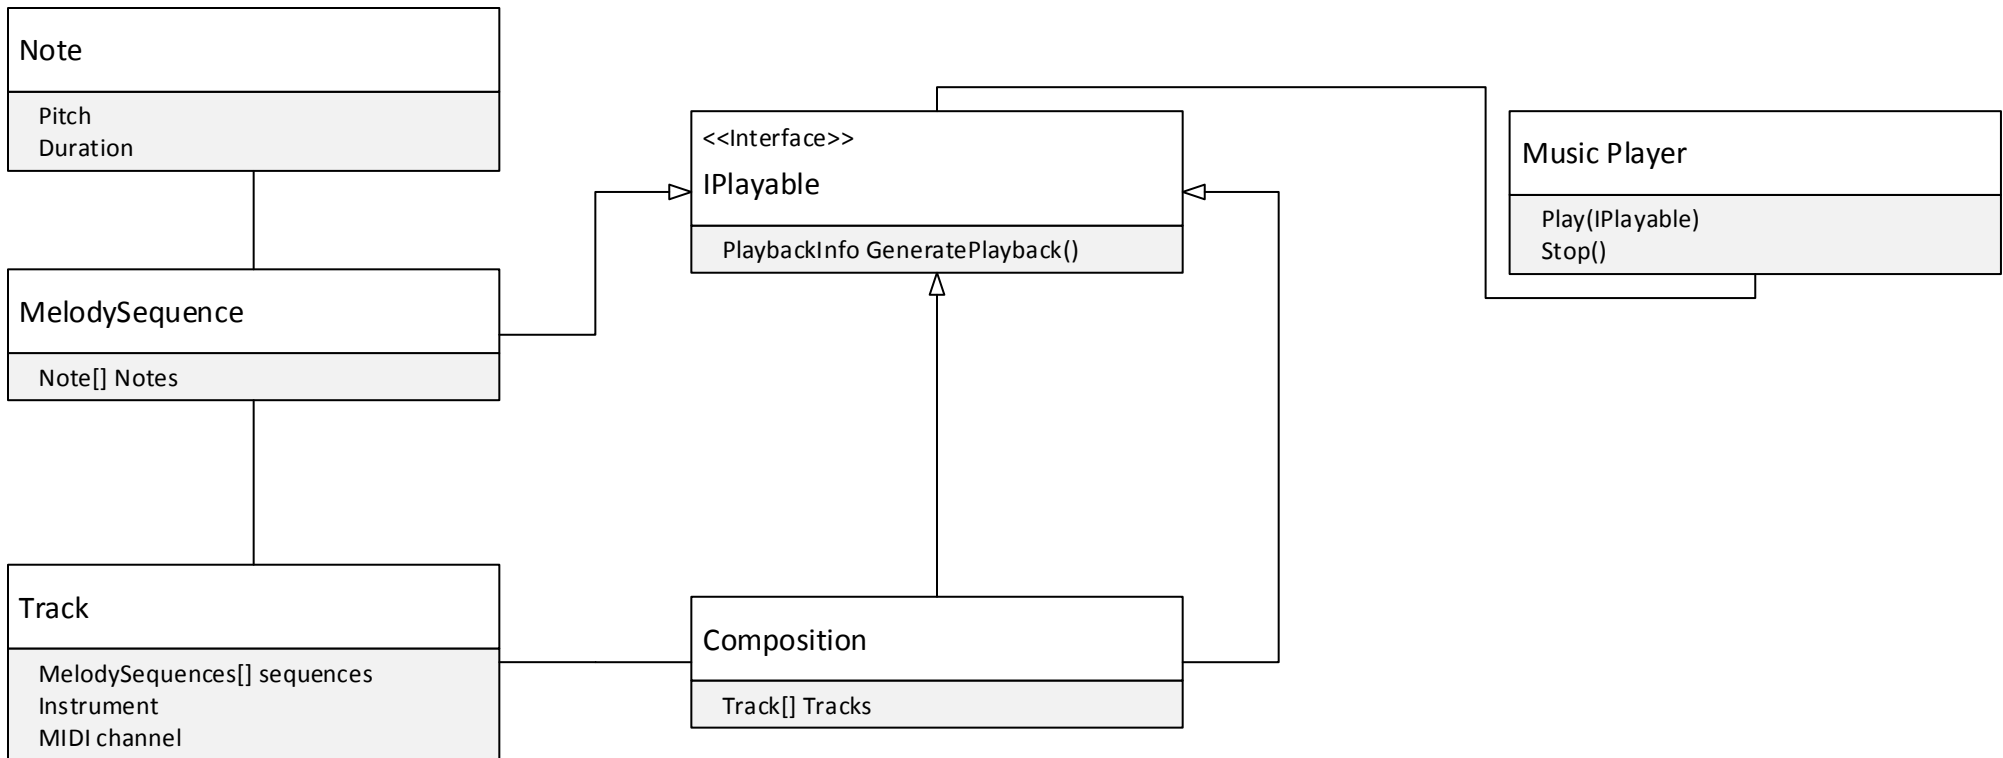 Note
Pitch
Duration
MelodySequence
Note[] Notes
Track
MelodySequences[] sequences
Instrument
MIDI channel
<<Interface>>
IPlayable
PlaybackInfo GeneratePlayback()
Composition
Track[] Tracks
Music Player
Play(IPlayable)
Stop()